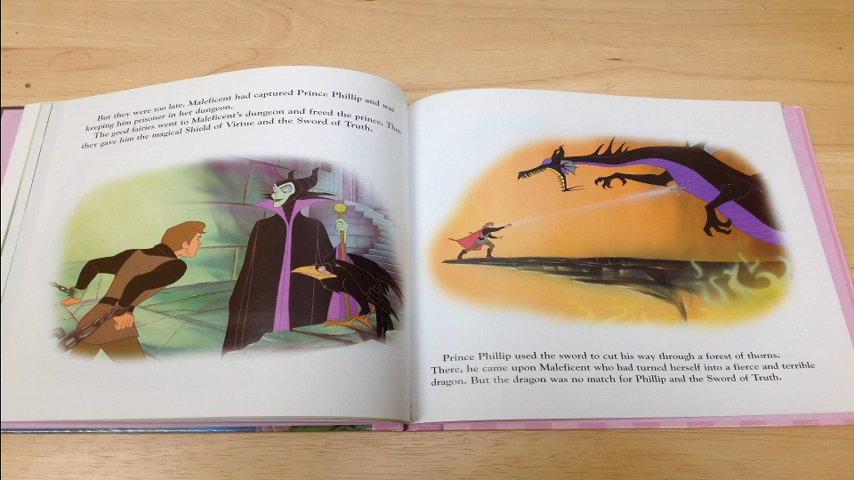 But they were too late. Maleficent had captured Prince Phillip and was
keeping him prisoner in her dungeon.
The good fairies went to Maleficent's dungeon and freed the prince. Then
they gave him the magical Shield of Virtue and the Sword of Truth.
Prince Phillip used the sword to cut his way through a forest of thorns.
There, he came upon Maleficent who had turned herself into a fierce and terrible
dragon. But the dragon was no match for Phillip and the Sword of Truth.